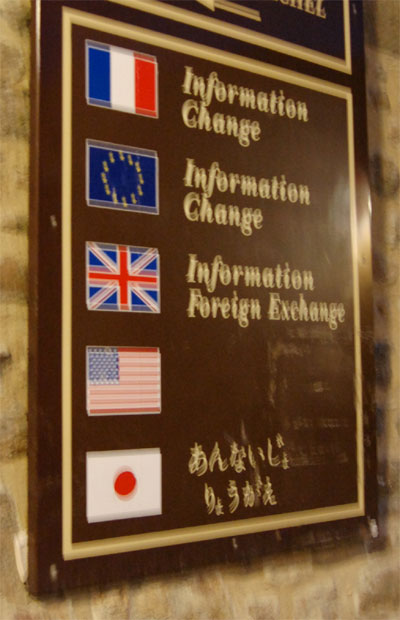 Information
Change
Information
Change
Information
Foreign Exchange
あんないじょ
りょうがえ